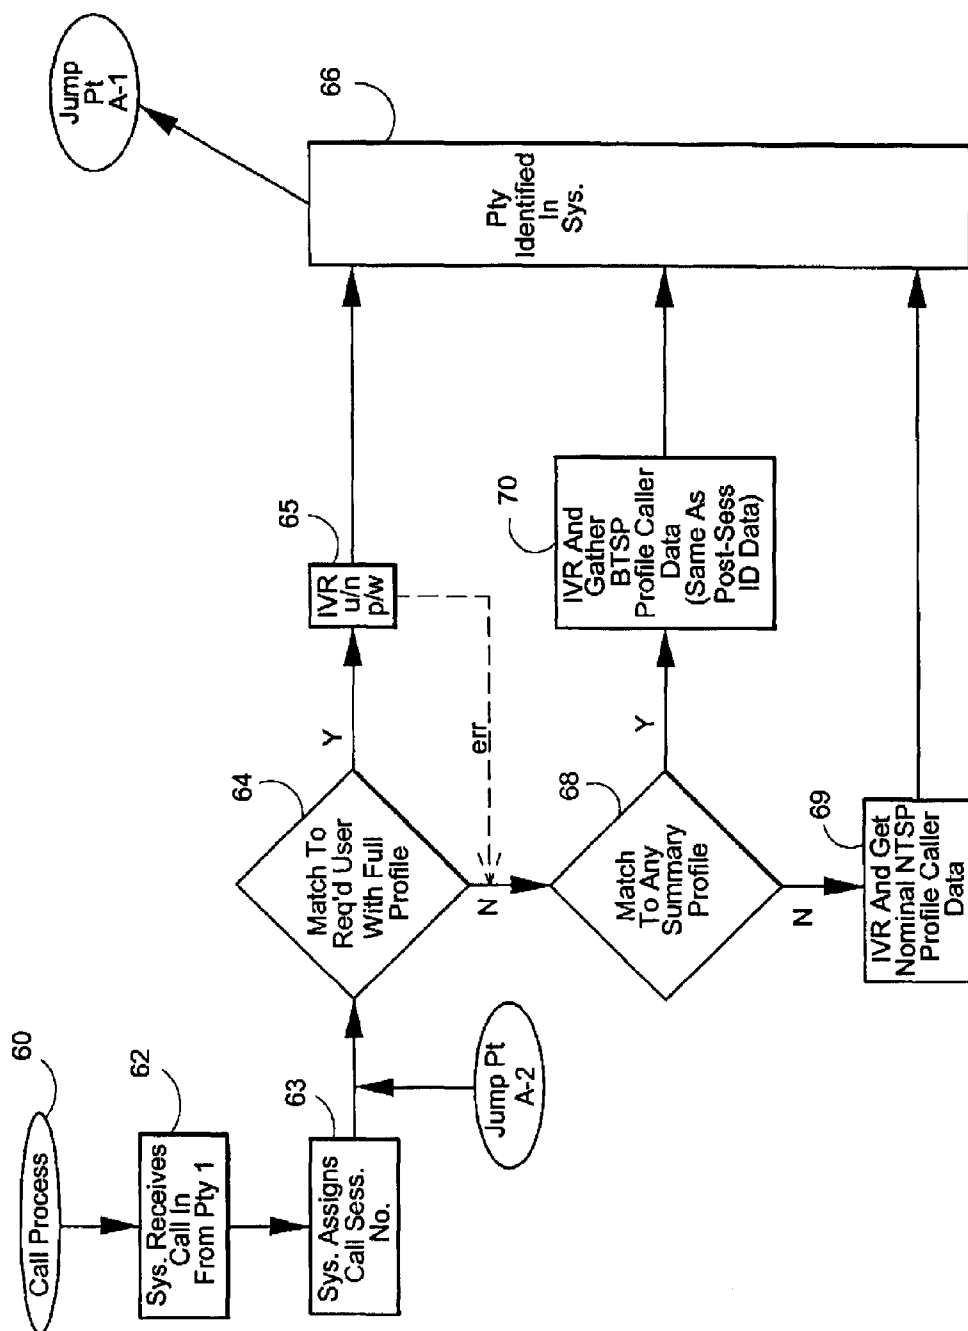 60
Call Process
62
Sys. Receives
Call In
From Pty 1
63
Sys. Assigns
Call Sess.
No.
Jump Pt
A-2
64
Match To
Req'd User
With Full
Profile
Y
N
65
IVR
u/n
p/w
err
68
Match
To Any
Summary
Profile
Y
N
70
IVR And
Gather
BTSP
Profile Caller
Data
(Same As
Post-Sess
ID Data)
69
IVR And Get
Nominal NTSP
Profile Caller
Data
66
Pty
Identified
In
Sys.
Jump
Pt
A-1